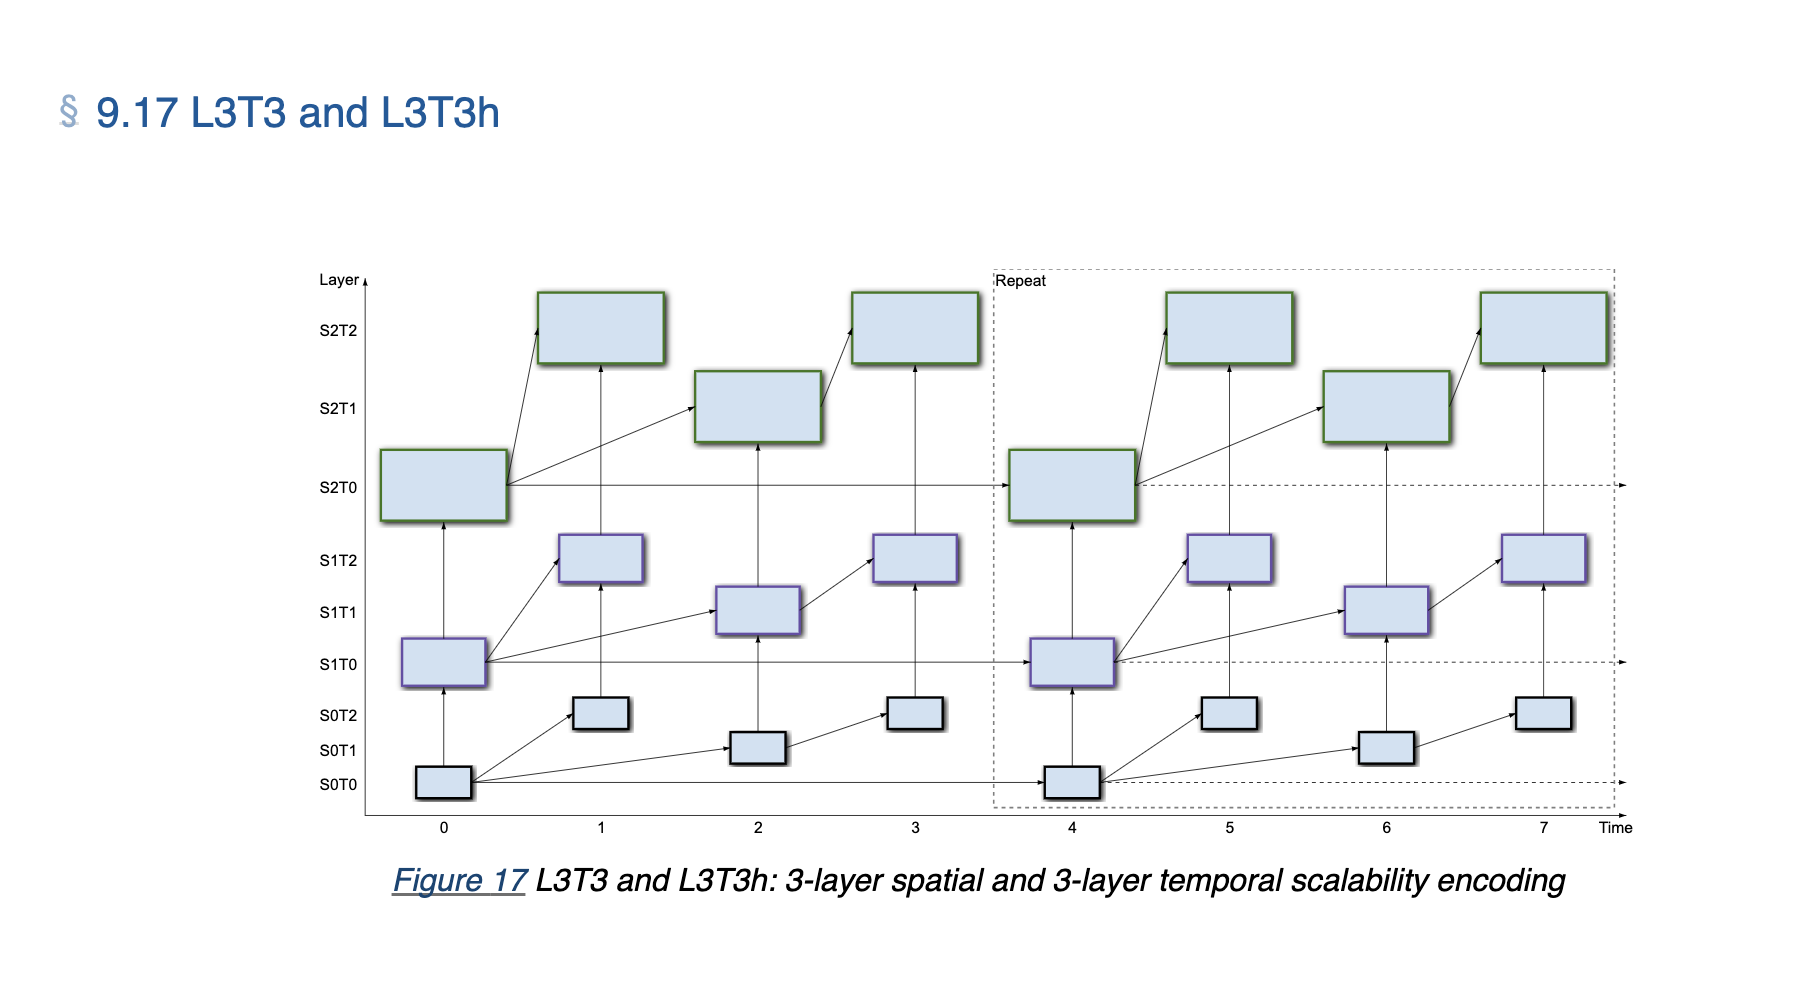 § 9.17 L3T3 and L3T3h
Layer
Repeat
S2T2
S2T1
S2T0
S1T2
S1T1
S1T0
S0T2
S0T1
S0T0
0 1 2 3 4 5 6 7 Time
Figure 17 L3T3 and L3T3h: 3-layer spatial and 3-layer temporal scalability encoding